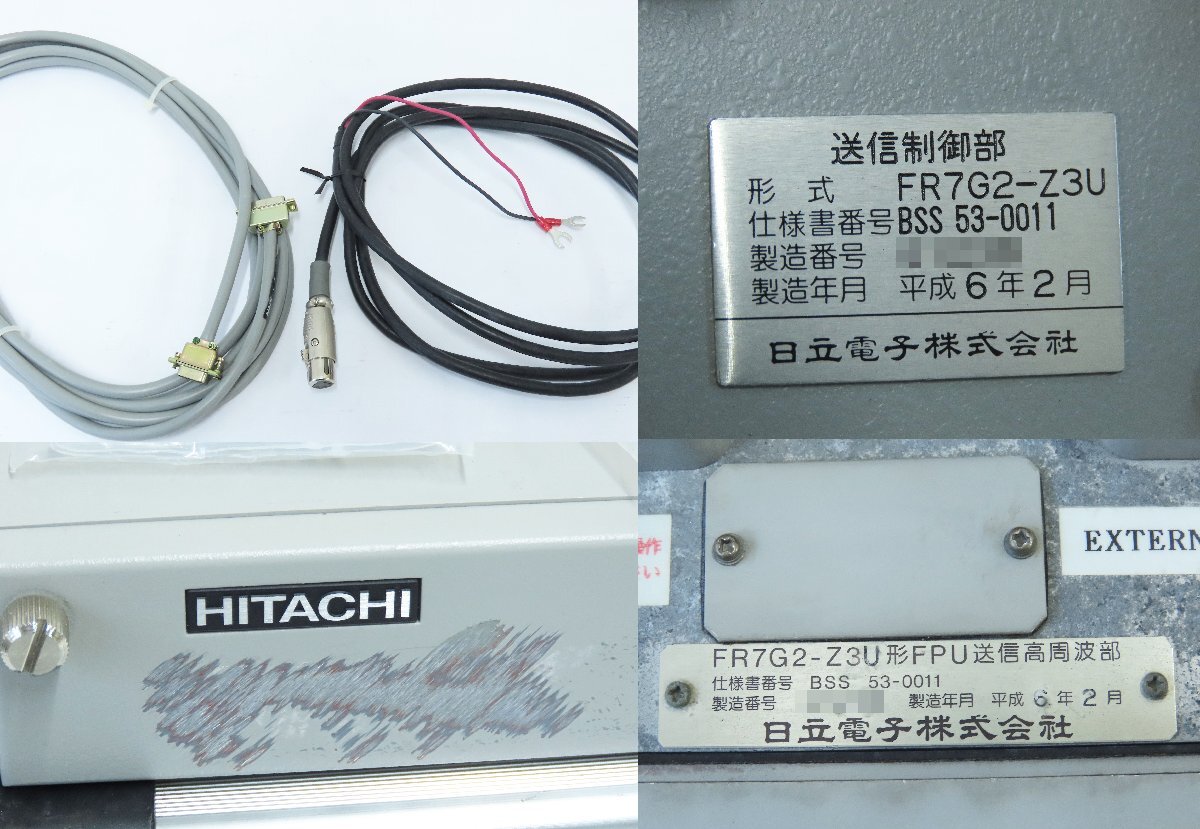 送信制御部
形 式 FR7G2-Z3U
仕様書番号 BSS 53-0011
製造番号
製造年月 平成 6 年 2 月
日立電子株式会社
HITACHI
EXTERN
FR7G2-Z3U形FPU送信高周波部
仕様書番号 BSS 53-0011
製造番号 製造年月 平成 6 年 2 月
日立電子株式会社